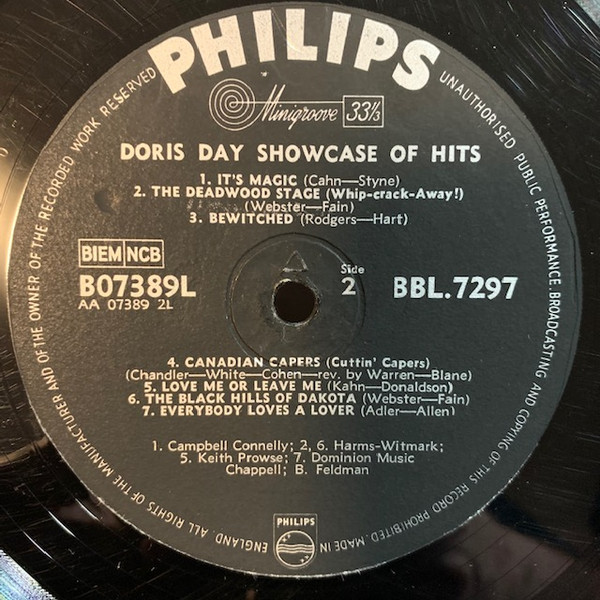 PHILIPS
Minigroove 33⅓
DORIS DAY SHOWCASE OF HITS
1. IT'S MAGIC (Cahn—Styne)
2. THE DEADWOOD STAGE (Whip-crack-Away!)
(Webster—Fain)
3. BEWITCHED (Rodgers—Hart)
BIEM NCB
B07389L
AA 07389 2L
Side
2
BBL.7297
4. CANADIAN CAPERS (Cuttin' Capers)
(Chandler—White—Cohen—rev. by Warren—Blane)
5. LOVE ME OR LEAVE ME (Kahn—Donaldson)
6. THE BLACK HILLS OF DAKOTA (Webster—Fain)
7. EVERYBODY LOVES A LOVER (Adler—Allen)
1. Campbell Connelly; 2, 6. Harms-Witmark;
5. Keith Prowse; 7. Dominion Music
Chappell; B. Feldman
PHILIPS
ALL RIGHTS OF THE MANUFACTURER AND OF THE OWNER OF THE RECORDED WORK RESERVED
UNAUTHORISED PUBLIC PERFORMANCE, BROADCASTING AND COPYING OF THIS RECORD PROHIBITED. MADE IN ENGLAND.